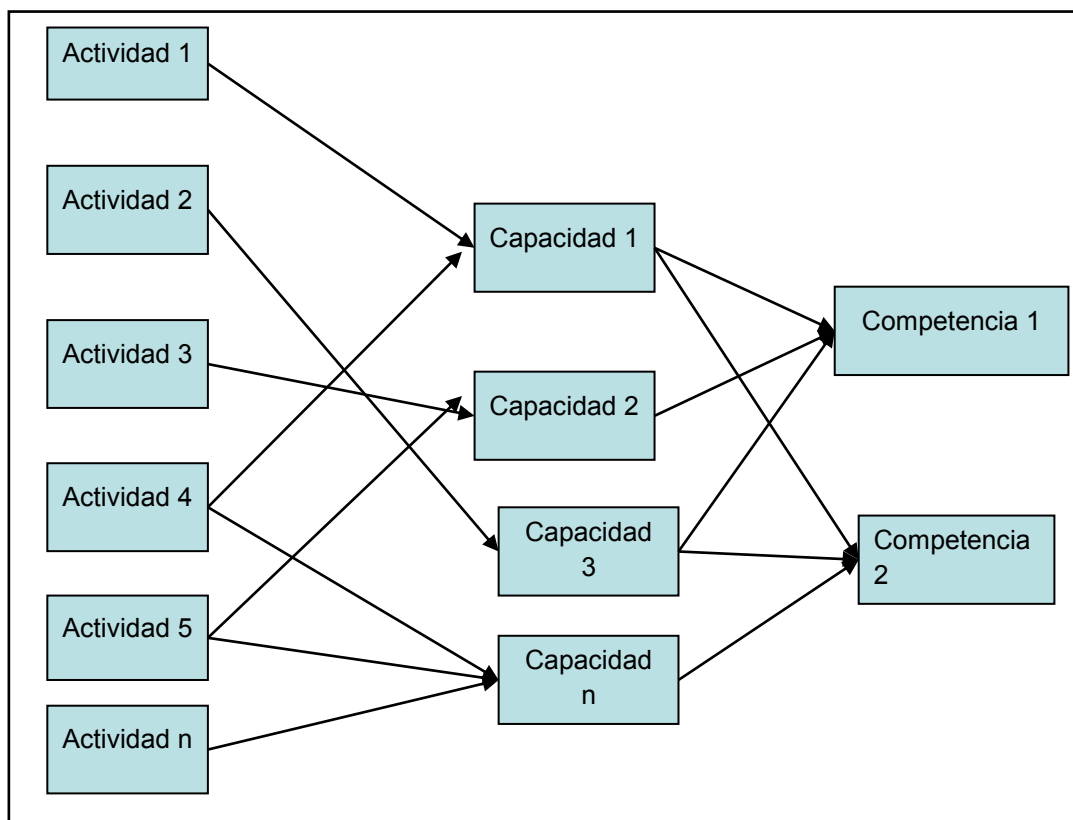 Actividad 1
Actividad 2
Actividad 3
Actividad 4
Actividad 5
Actividad n
Capacidad 1
Capacidad 2
Capacidad
3
Capacidad
n
Competencia 1
Competencia
2